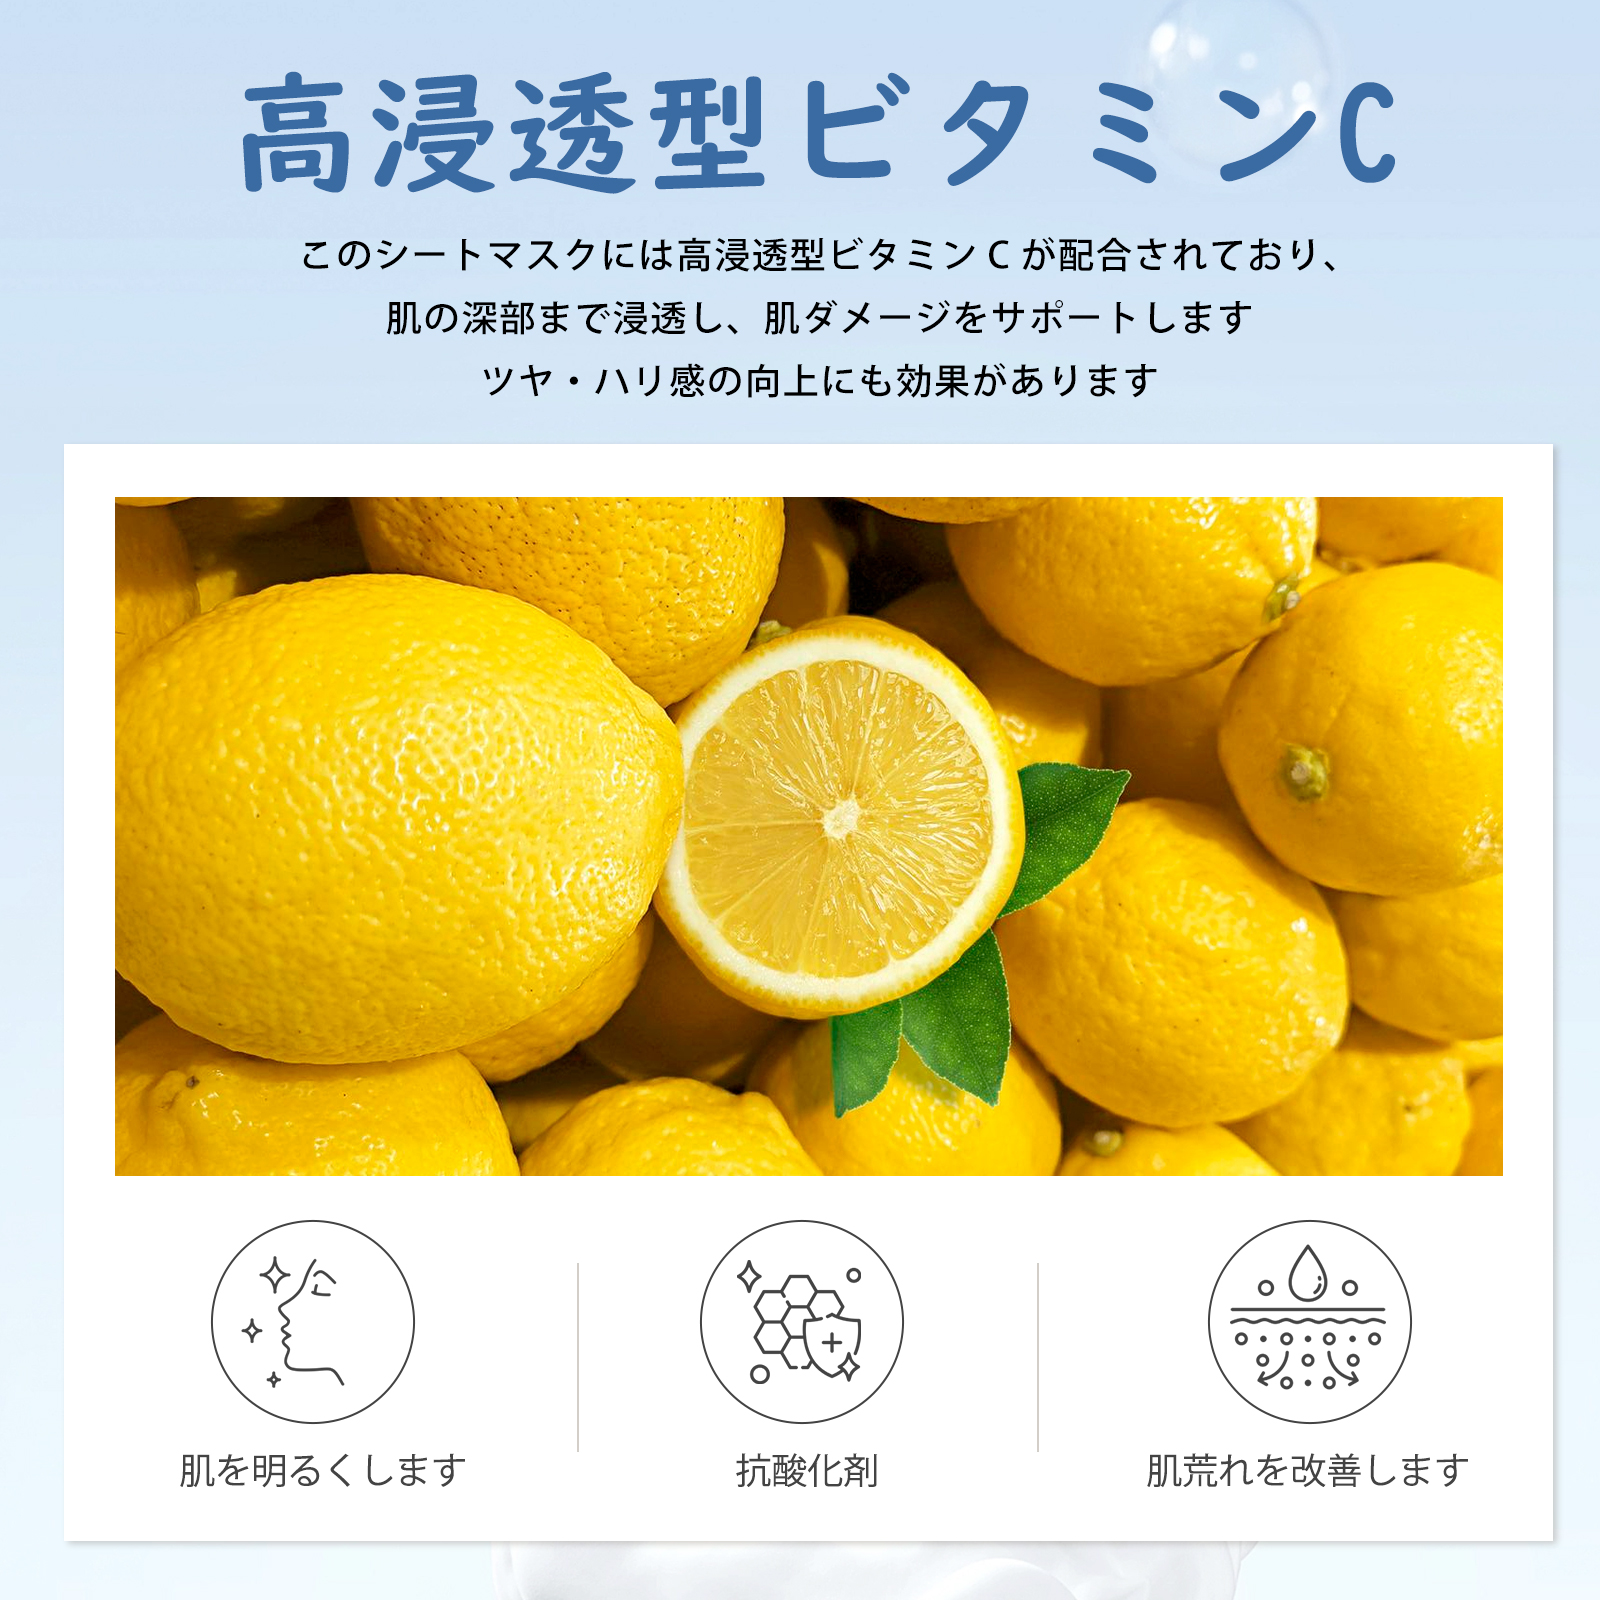 高浸透型ビタミンC
このシートマスクには高浸透型ビタミンCが配合されており、
肌の深部まで浸透し、肌ダメージをサポートします
ツヤ・ハリ感の向上にも効果があります
肌を明るくします
抗酸化剤
肌荒れを改善します